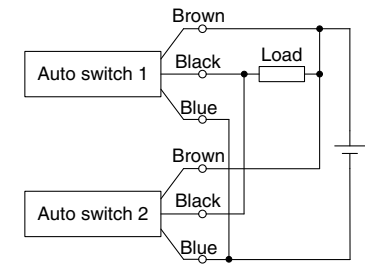 Brown
Auto switch 1
Black
Load
Blue
Brown
Auto switch 2
Black
Blue